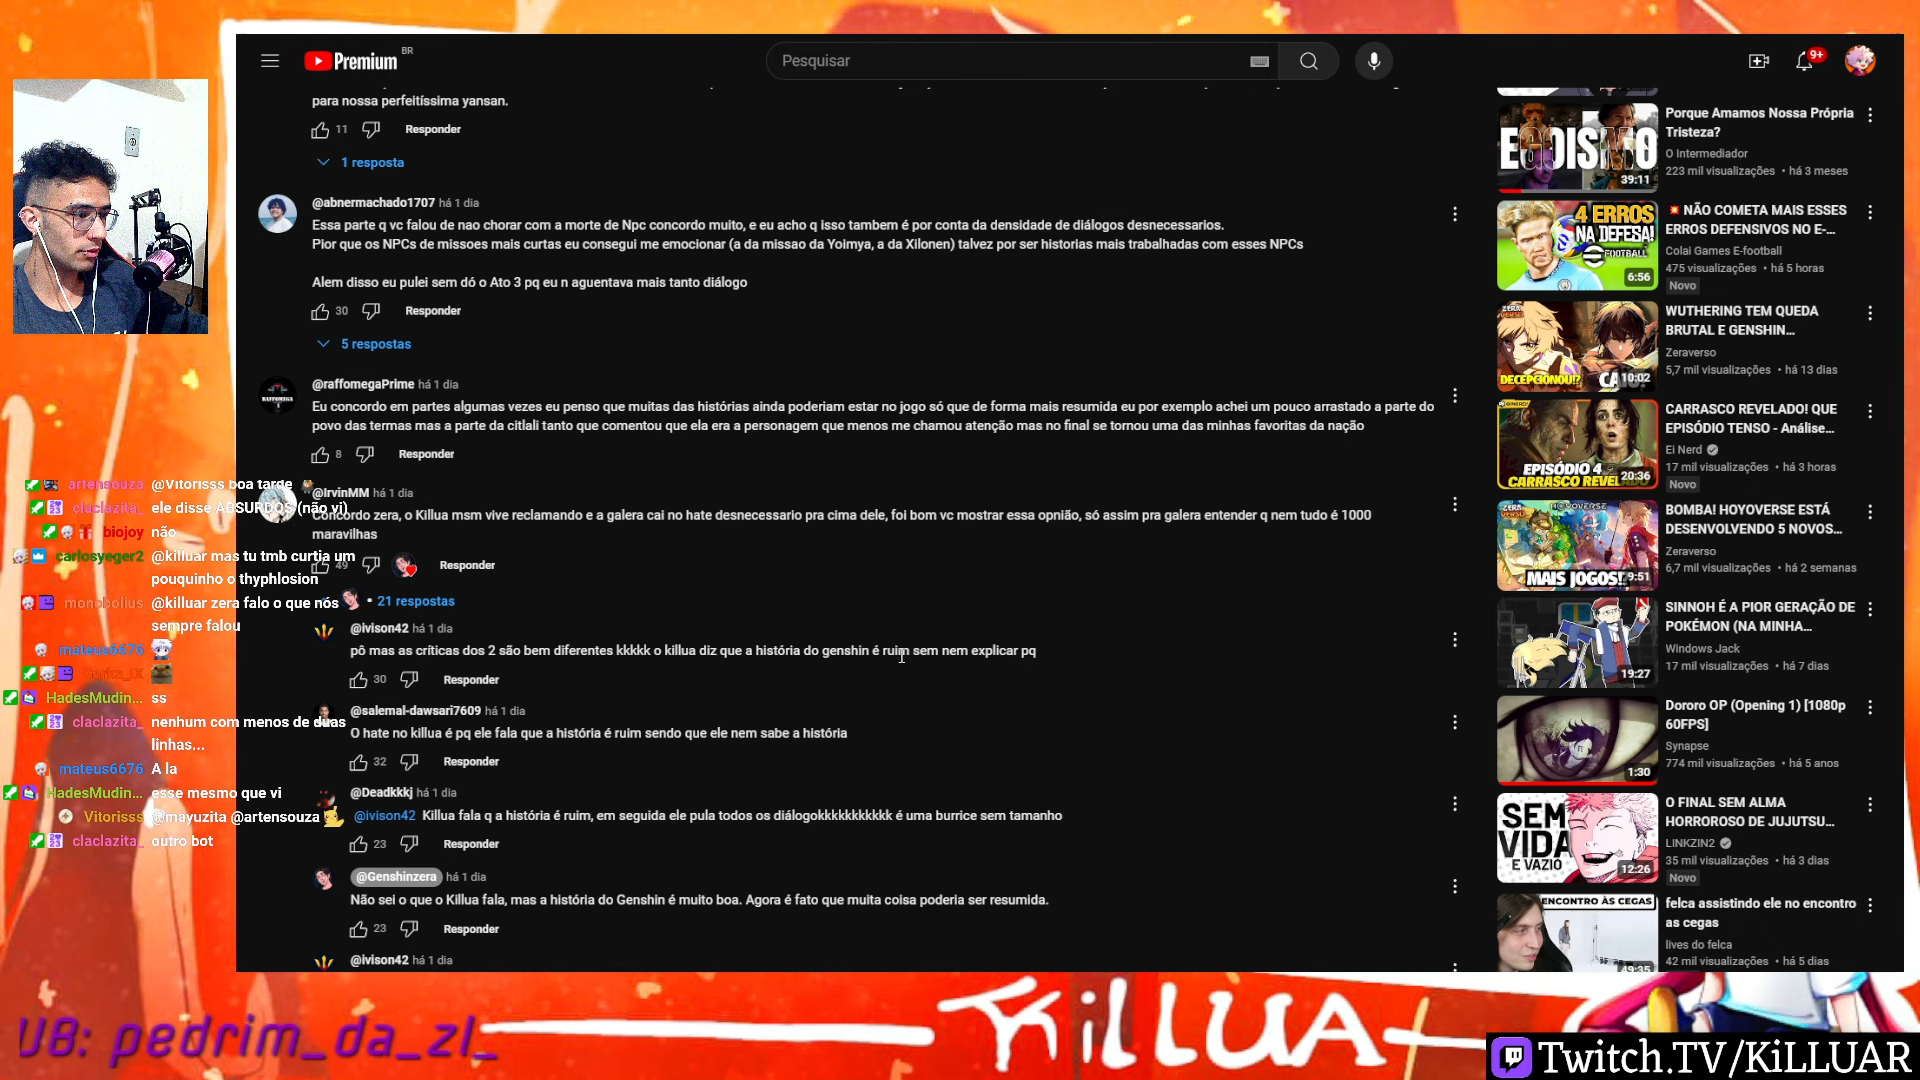 Premium BR
Pesquisar
9+
para nossa perfeitíssima yansan.
11 Responder
1 resposta
@abnermachado1707 há 1 dia
Essa parte q vc falou de nao chorar com a morte de Npc concordo muito, e eu acho q isso tambem é por conta da densidade de diálogos desnecessarios.
Pior que os NPCs de missoes mais curtas eu consegui me emocionar (a da missao da Yoimya, a da Xilonen) talvez por ser historias mais trabalhadas com esses NPCs
Alem disso eu pulei sem dó o Ato 3 pq eu n aguentava mais tanto diálogo
30 Responder
5 respostas
@raffomegaPrime há 1 dia
Eu concordo em partes algumas vezes eu penso que muitas das histórias ainda poderiam estar no jogo só que de forma mais resumida eu por exemplo achei um pouco arrastado a parte do
povo das termas mas a parte da citlali tanto que comentou que ela era a personagem que menos me chamou atenção mas no final se tornou uma das minhas favoritas da nação
8 Responder
@IrvinMM há 1 dia
Concordo zera, o Killua msm vive reclamando e a galera cai no hate desnecessario pra cima dele, foi bom vc mostrar essa opnião, só assim pra galera entender q nem tudo é 1000
maravilhas
49 Responder
• 21 respostas
@ivison42 há 1 dia
pô mas as críticas dos 2 são bem diferentes kkkkk o killua diz que a história do genshin é ruim sem nem explicar pq
30 Responder
@salemal-dawsari7609 há 1 dia
O hate no killua é pq ele fala que a história é ruim sendo que ele nem sabe a história
32 Responder
@Deadkkkj há 1 dia
@ivison42 Killua fala q a história é ruim, em seguida ele pula todos os diálogokkkkkkkkkkk é uma burrice sem tamanho
23 Responder
@Genshinzera há 1 dia
Não sei o que o Killua fala, mas a história do Genshin é muito boa. Agora é fato que muita coisa poderia ser resumida.
23 Responder
@ivison42 há 1 dia
artensouza @Vitorisss boa tarde
claclazita_ ele disse ABSURDOS (não vi)
biojoy não
carlosyeger2 @killuar mas tu tmb curtia um
pouquinho o thyphlosion
monobolius @killuar zera falo o que nós
sempre falou
mateus6676
HadesMudin... ss
claclazita_ nenhum com menos de duas
linhas...
mateus6676 A la
HadesMudin... esse mesmo que vi
Vitorisss @mayuzita @artensouza
claclazita_ outro bot
EGOISMO
39:11
Porque Amamos Nossa Própria
Tristeza?
O Intermediador
223 mil visualizações • há 3 meses
4 ERROS
NA DEFESA!
FOOTBALL
6:56
NÃO COMETA MAIS ESSES
ERROS DEFENSIVOS NO E-...
Colai Games E-football
475 visualizações • há 5 horas
Novo
DECEPCIONOU!?
10:02
WUTHERING TEM QUEDA
BRUTAL E GENSHIN...
Zeraverso
5,7 mil visualizações • há 13 dias
EPISÓDIO 4
CARRASCO REVELADO
20:36
CARRASCO REVELADO! QUE
EPISÓDIO TENSO - Análise...
Ei Nerd
17 mil visualizações • há 3 horas
Novo
HOYOVERSE
MAIS JOGOS!
9:51
BOMBA! HOYOVERSE ESTÁ
DESENVOLVENDO 5 NOVOS...
Zeraverso
6,7 mil visualizações • há 2 semanas
19:27
SINNOH É A PIOR GERAÇÃO DE
POKÉMON (NA MINHA...
Windows Jack
17 mil visualizações • há 7 dias
1:30
Dororo OP (Opening 1) [1080p
60FPS]
Synapse
774 mil visualizações • há 5 anos
SEM
VIDA
E VAZIO
12:26
O FINAL SEM ALMA
HORROROSO DE JUJUTSU...
LINKZIN2
35 mil visualizações • há 3 dias
Novo
ENCONTRO ÀS CEGAS
49:35
felca assistindo ele no encontro
as cegas
lives do felca
42 mil visualizações • há 5 dias
UB: pedrim_da_zl_
KiLLUA
Twitch.TV/KiLLUAR